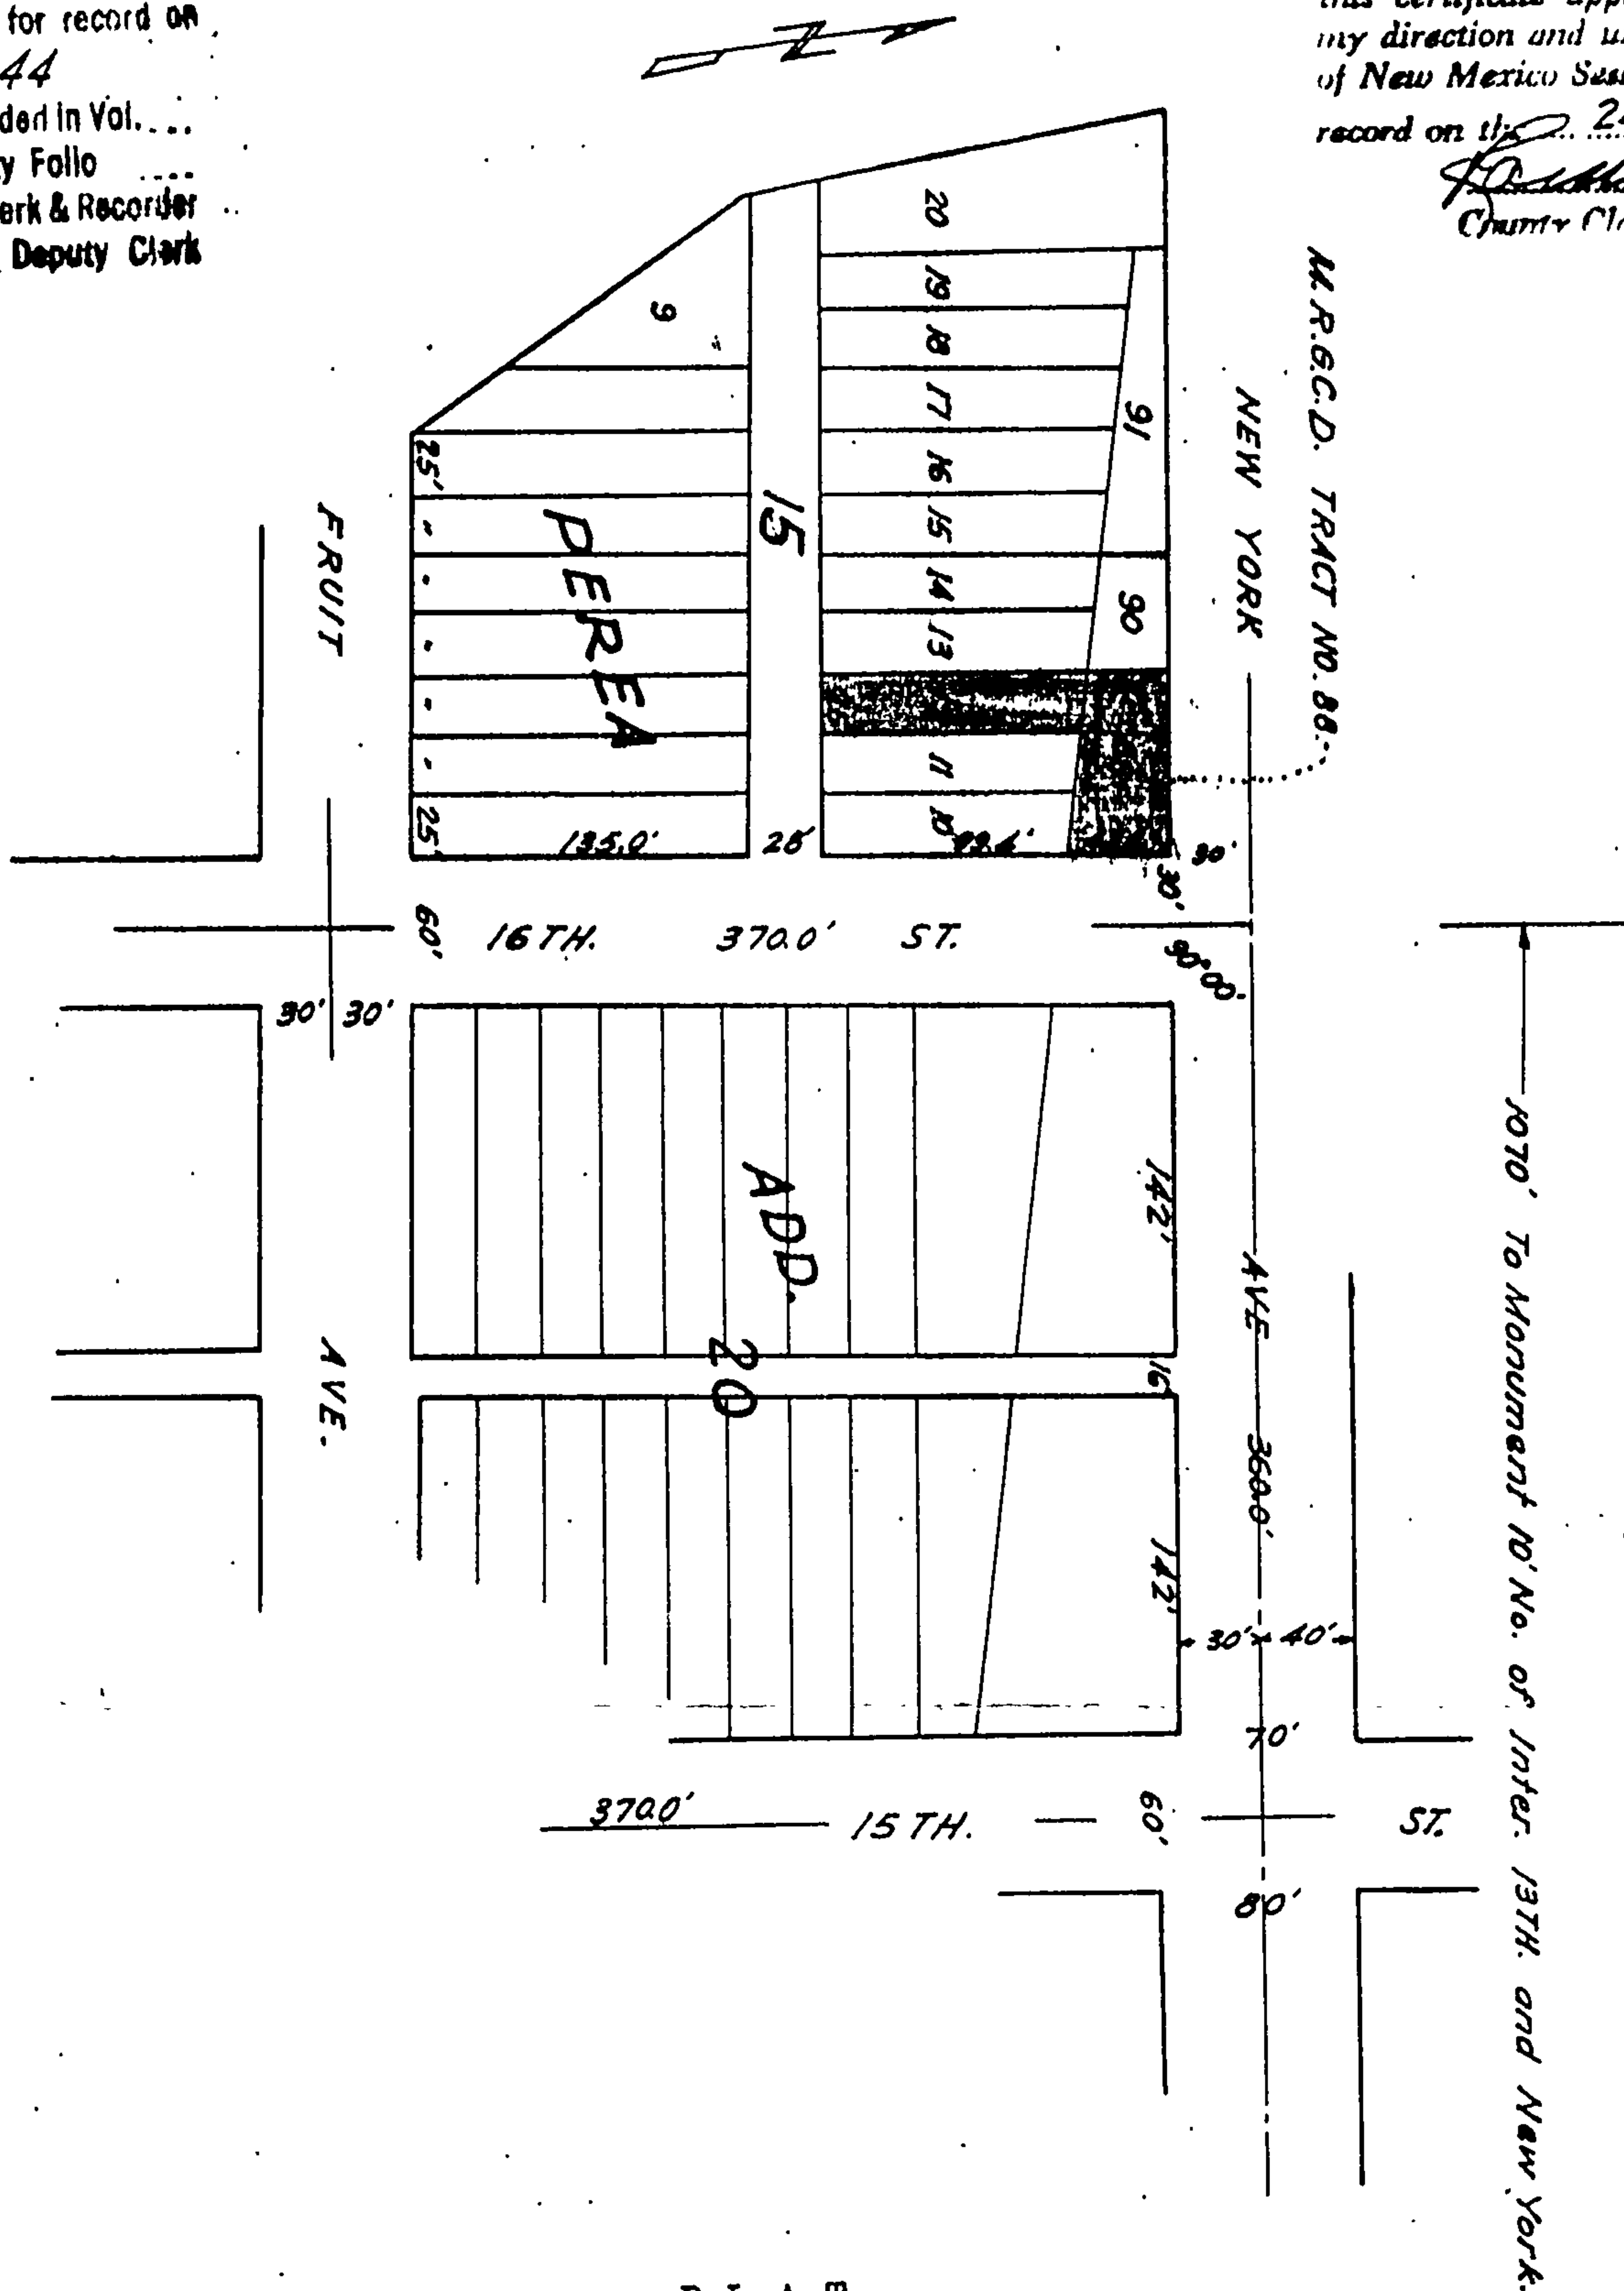 for record on
44
ded in Vol. ...
y Folio ....
erk & Recorder
Deputy Clerk
my direction and u
of New Mexico Seal
record on
County Cl
N
M.R.G.C.D. TRACT NO. 88.
NEW YORK
AVE
360.0'
FRUIT
AVE.
20
19
18
17
16
15
14
13
11
10
91
90
9
15
PEREA
25'
"
"
"
"
"
25'
135.0'
25'
30'
30'
60'
16TH. 370.0' ST.
90°00'
30' 30'
142'
ADD.
20
16'
142'
30' 40'
70'
370.0' 15TH. 60' ST.
80'
1070' To Monument 10' No. of Inter. 13TH. and New York.